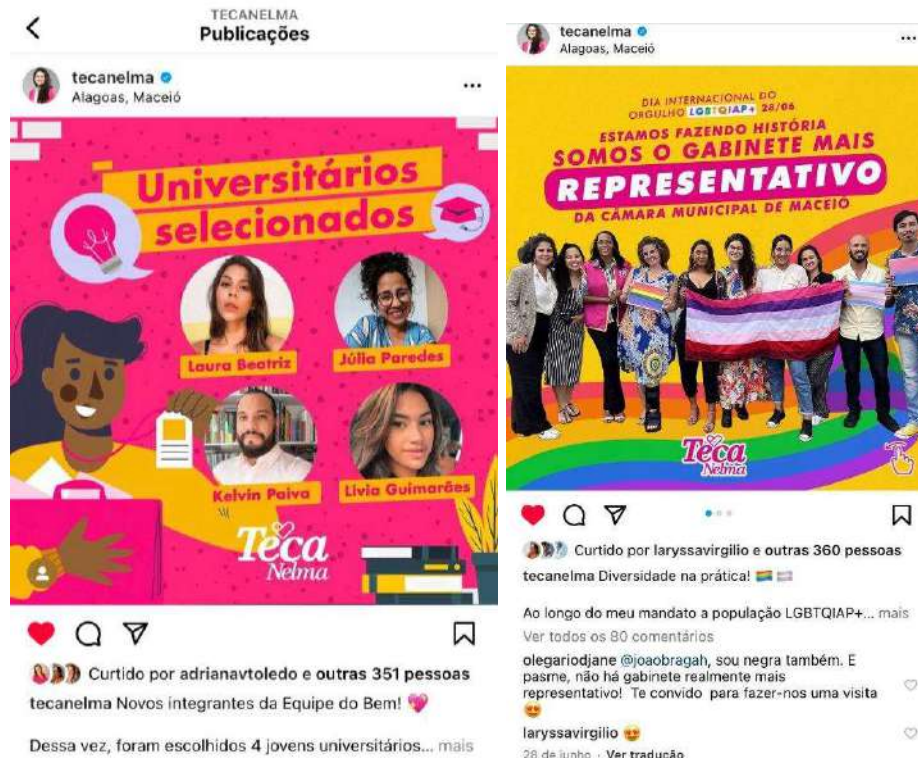 TECANELMA
Publicações
tecanelma
Alagoas, Maceió
Universitários
selecionados
Laura Beatriz
Júlia Paredes
Kelvin Paiva
Livia Guimarães
Teca
Nelma
Curtido por adrianavtoledo e outras 351 pessoas
tecanelma Novos integrantes da Equipe do Bem!
Dessa vez, foram escolhidos 4 jovens universitários... mais
tecanelma
Alagoas, Maceió
DIA INTERNACIONAL DO
ORGULHO LGBTQIAP+ 28/06
ESTAMOS FAZENDO HISTÓRIA
SOMOS O GABINETE MAIS
REPRESENTATIVO
DA CÂMARA MUNICIPAL DE MACEIÓ
Teca
Nelma
Curtido por laryssavirgilio e outras 360 pessoas
tecanelma Diversidade na prática!
Ao longo do meu mandato a população LGBTQIAP+... mais
Ver todos os 80 comentários
olegariodjane @joaobragah, sou negra também. E
pasme, não há gabinete realmente mais
representativo! Te convido para fazer-nos uma visita
laryssavirgilio
28 de junho · Ver tradução